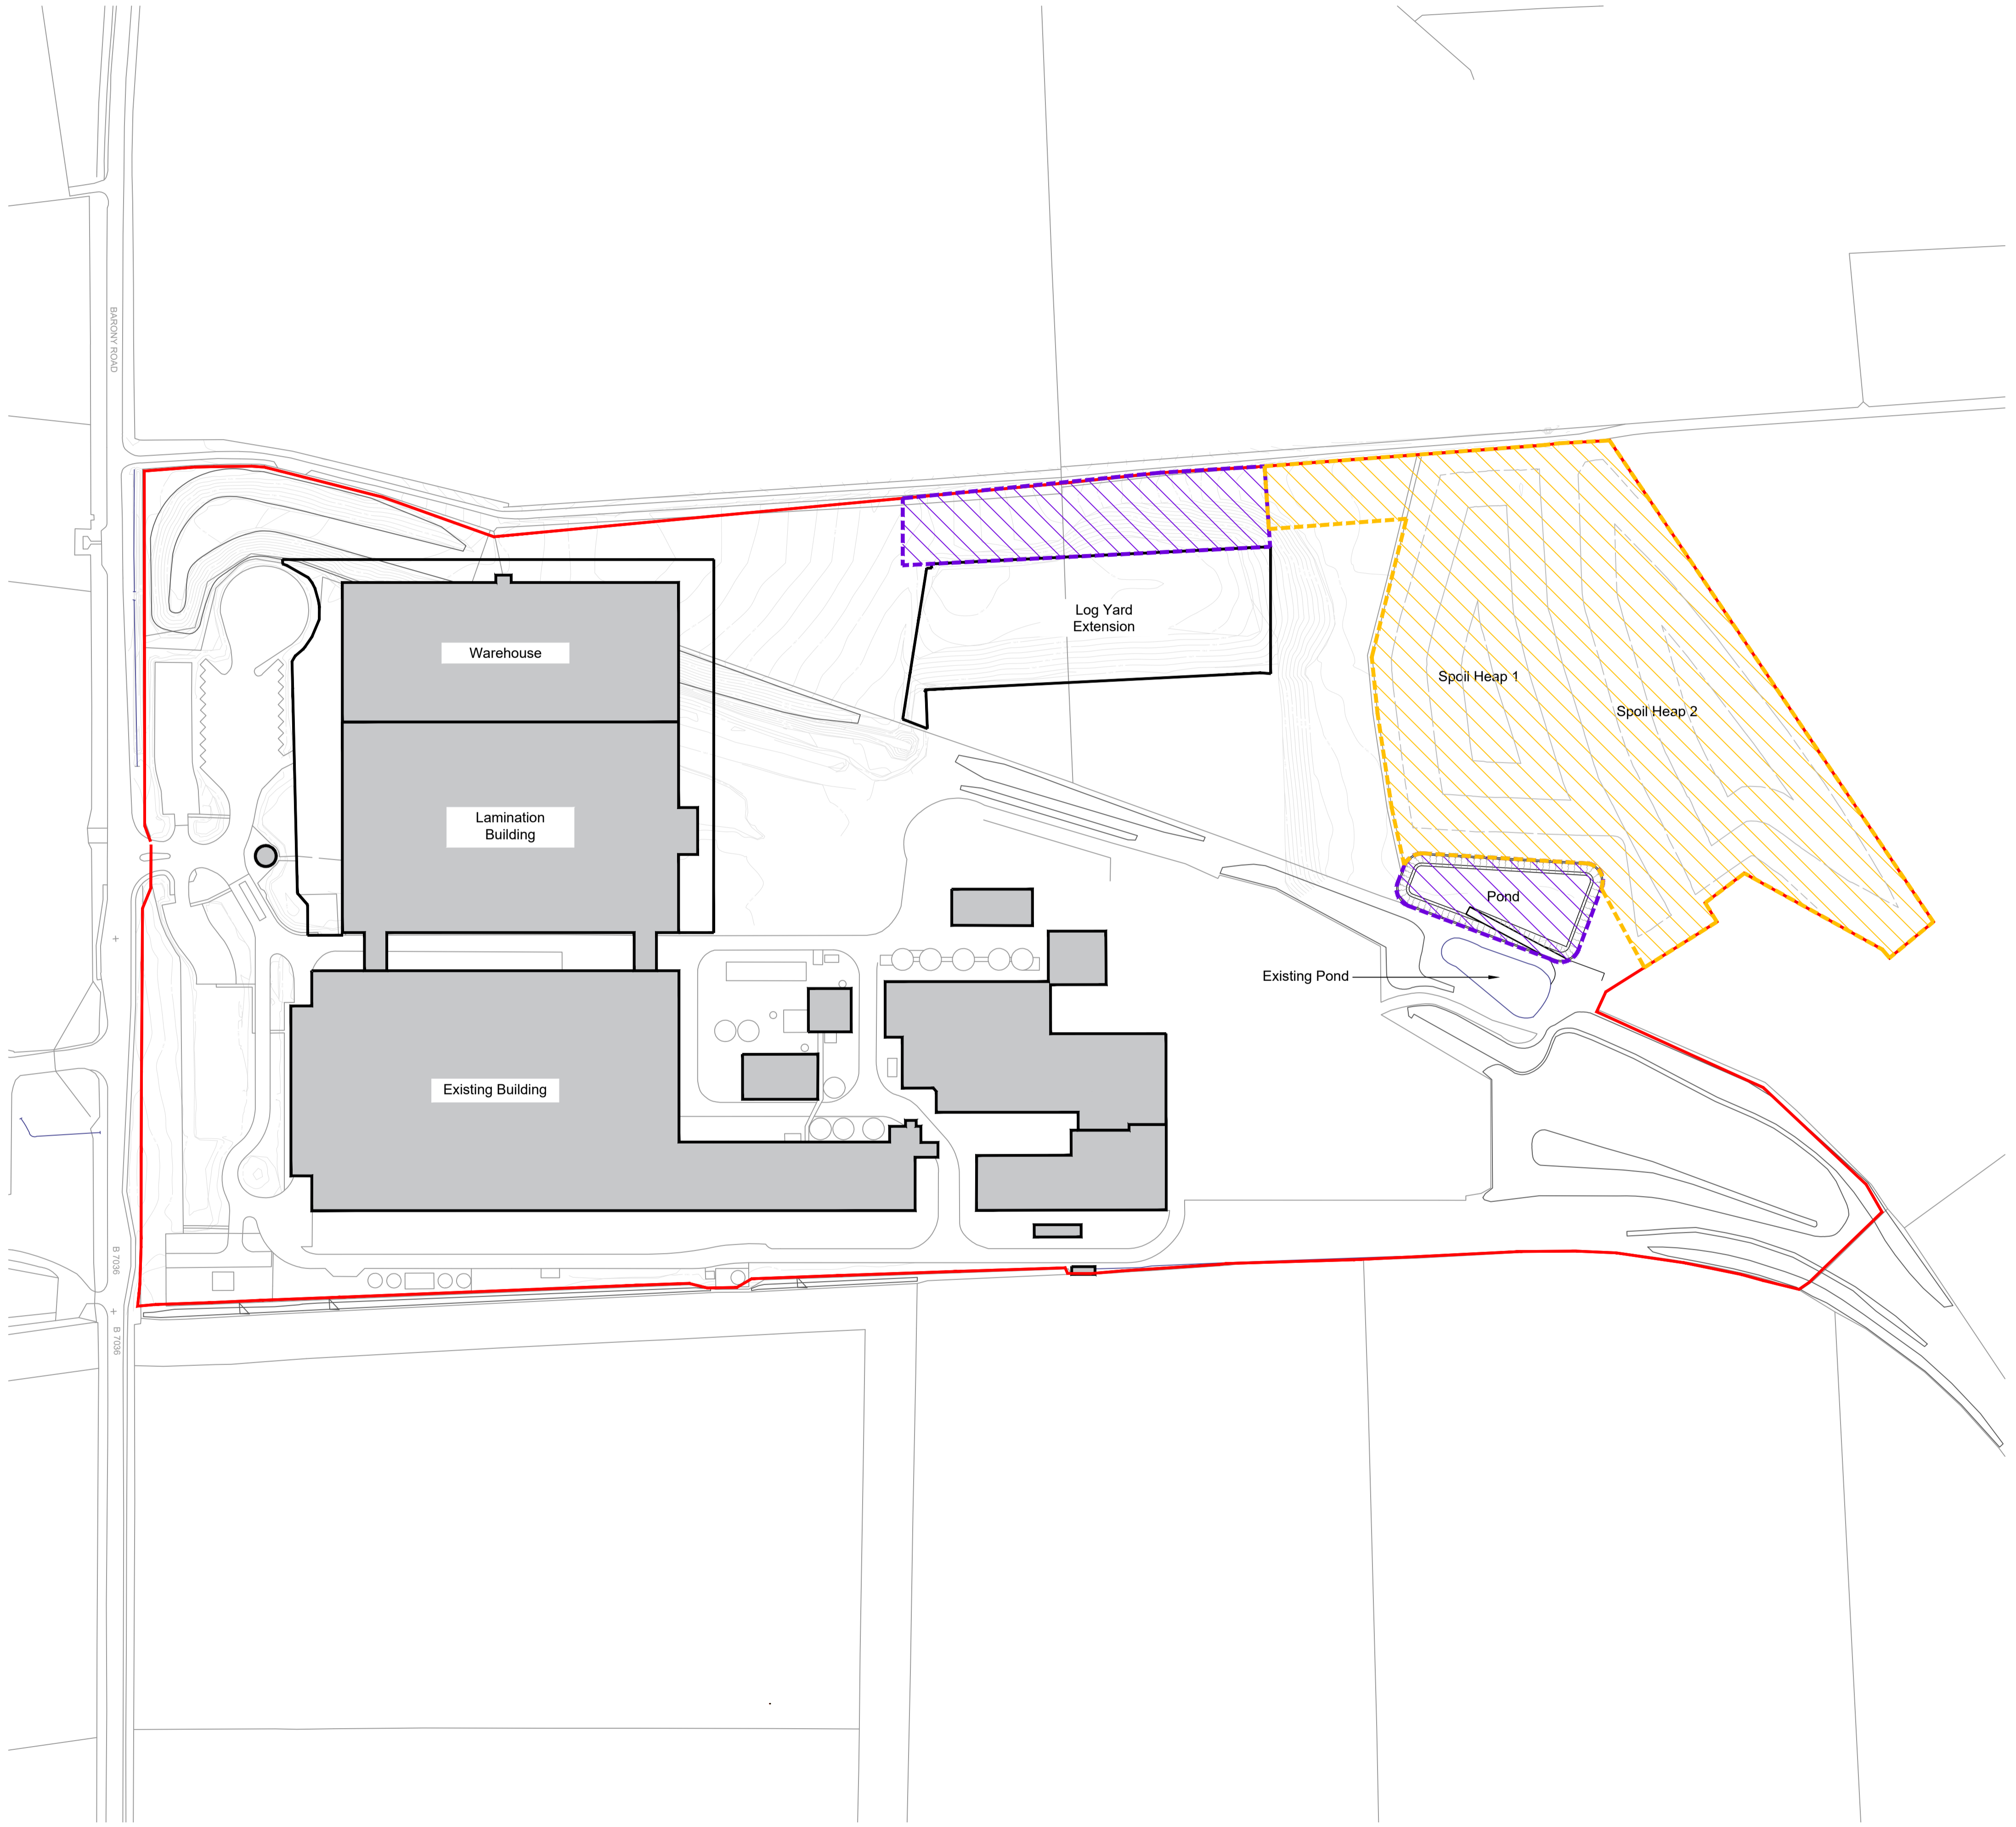 BARONY ROAD
Log Yard
Extension
Warehouse
Spoil Heap 1
Spoil Heap 2
Lamination
Building
Pond
Existing Pond
Existing Building
B 7036
B 7036